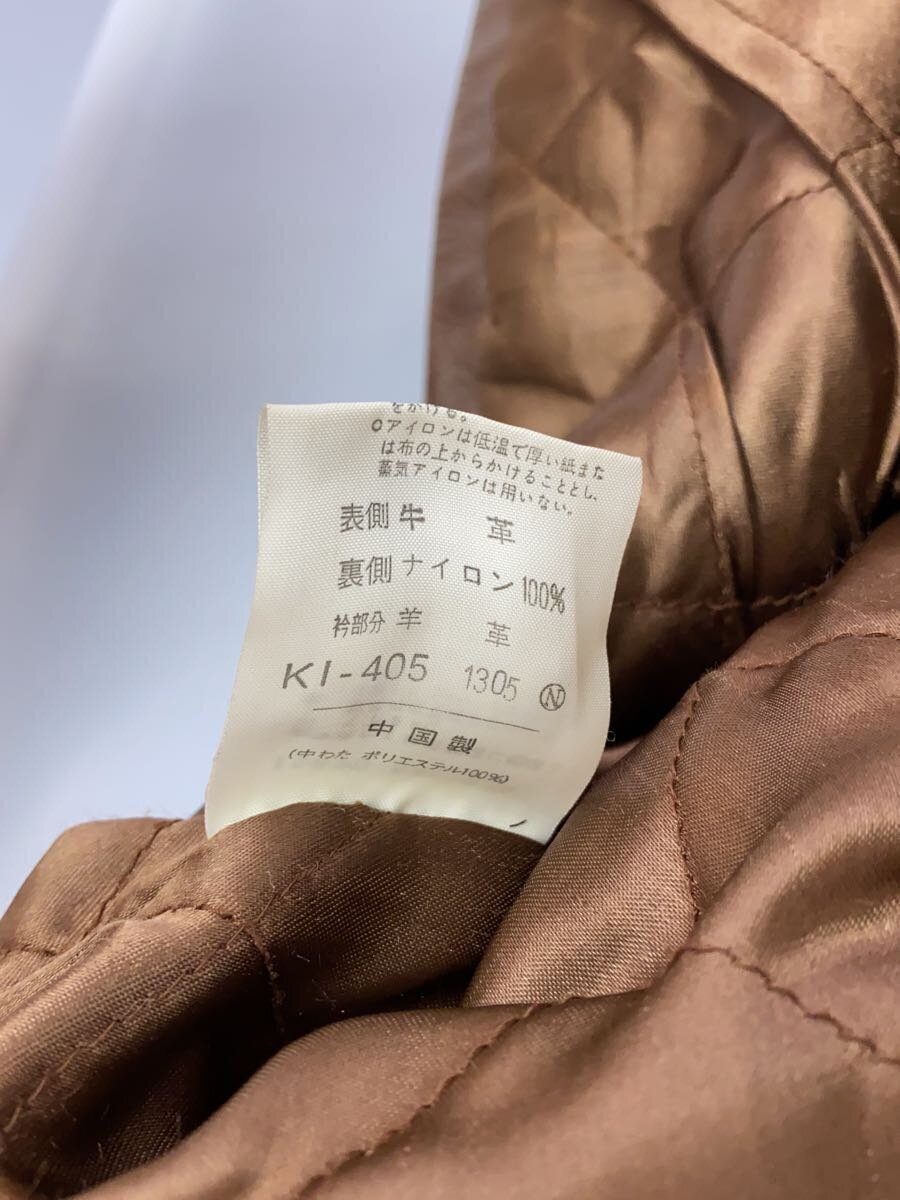 をかける。
○アイロンは低温で厚い紙また
は布の上からかけることとし、
蒸気アイロンは用いない。
表側 牛 革
裏側 ナイロン 100%
衿部分 羊 革
KI-405 1305 Ⓝ
中国製
(中わた ポリエステル100%)